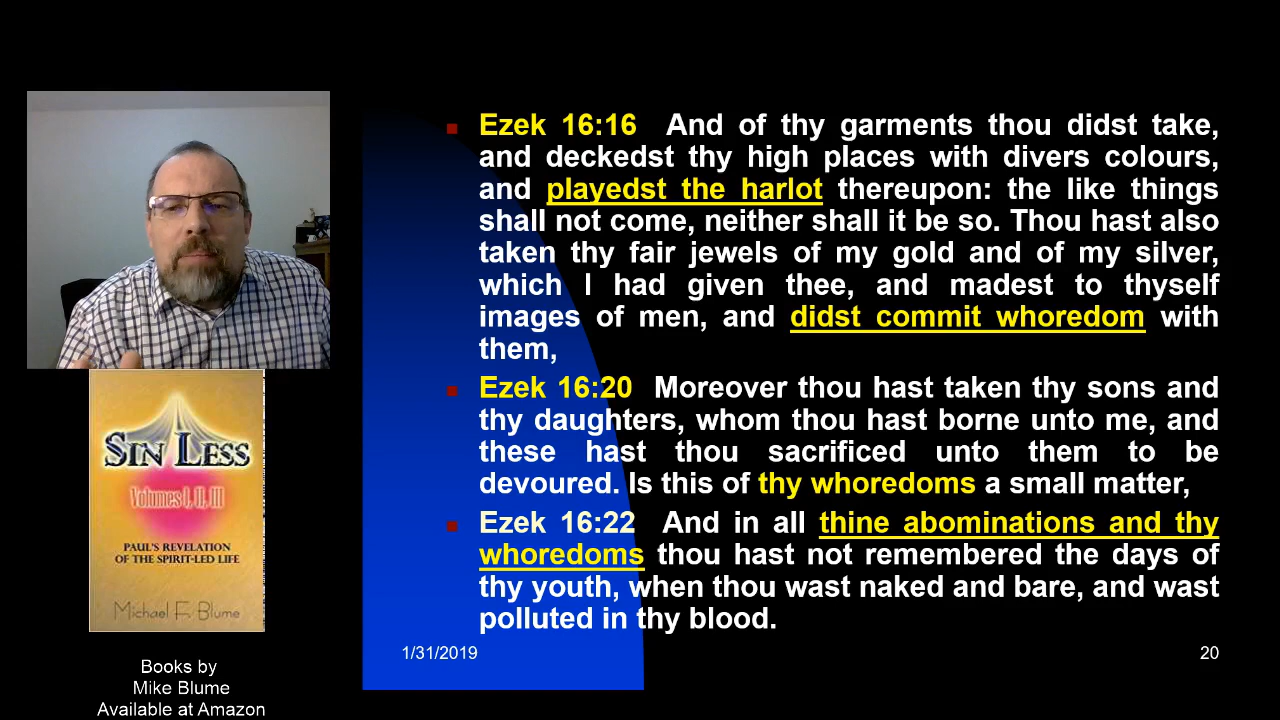 Ezek 16:16 And of thy garments thou didst take,
and deckedst thy high places with divers colours,
and playedst the harlot thereupon: the like things
shall not come, neither shall it be so. Thou hast also
taken thy fair jewels of my gold and of my silver,
which I had given thee, and madest to thyself
images of men, and didst commit whoredom with
them,
Ezek 16:20 Moreover thou hast taken thy sons and
thy daughters, whom thou hast borne unto me, and
these hast thou sacrificed unto them to be
devoured. Is this of thy whoredoms a small matter,
Ezek 16:22 And in all thine abominations and thy
whoredoms thou hast not remembered the days of
thy youth, when thou wast naked and bare, and wast
polluted in thy blood.
1/31/2019
20
SIN LESS
Volumes I, II, III
PAUL'S REVELATION
OF THE SPIRIT-LED LIFE
Michael F. Blume
Books by
Mike Blume
Available at Amazon